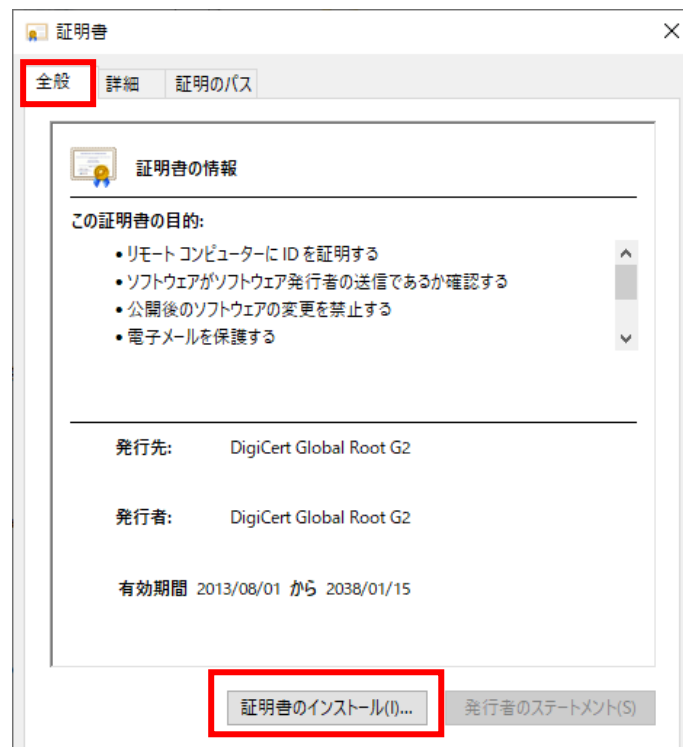 証明書
全般 詳細 証明のパス
証明書の情報
この証明書の目的:
• リモート コンピューターに ID を証明する
• ソフトウェアがソフトウェア発行者の送信であるか確認する
• 公開後のソフトウェアの変更を禁止する
• 電子メールを保護する
発行先: DigiCert Global Root G2
発行者: DigiCert Global Root G2
有効期間 2013/08/01 から 2038/01/15
証明書のインストール(I)... 発行者のステートメント(S)